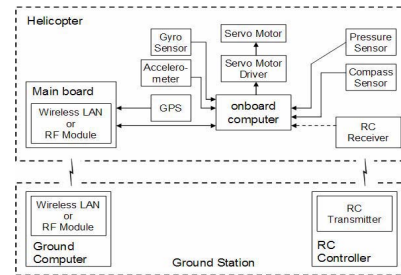 Helicopter
Gyro
Sensor
Servo Motor
Pressure
Sensor
Accelero-
meter
Servo Motor
Driver
Compass
Sensor
Main board
Wireless LAN
or
RF Module
GPS
onboard
computer
RC
Receiver
Wireless LAN
or
RF Module
Ground
Computer
Ground Station
RC
Transmitter
RC
Controller